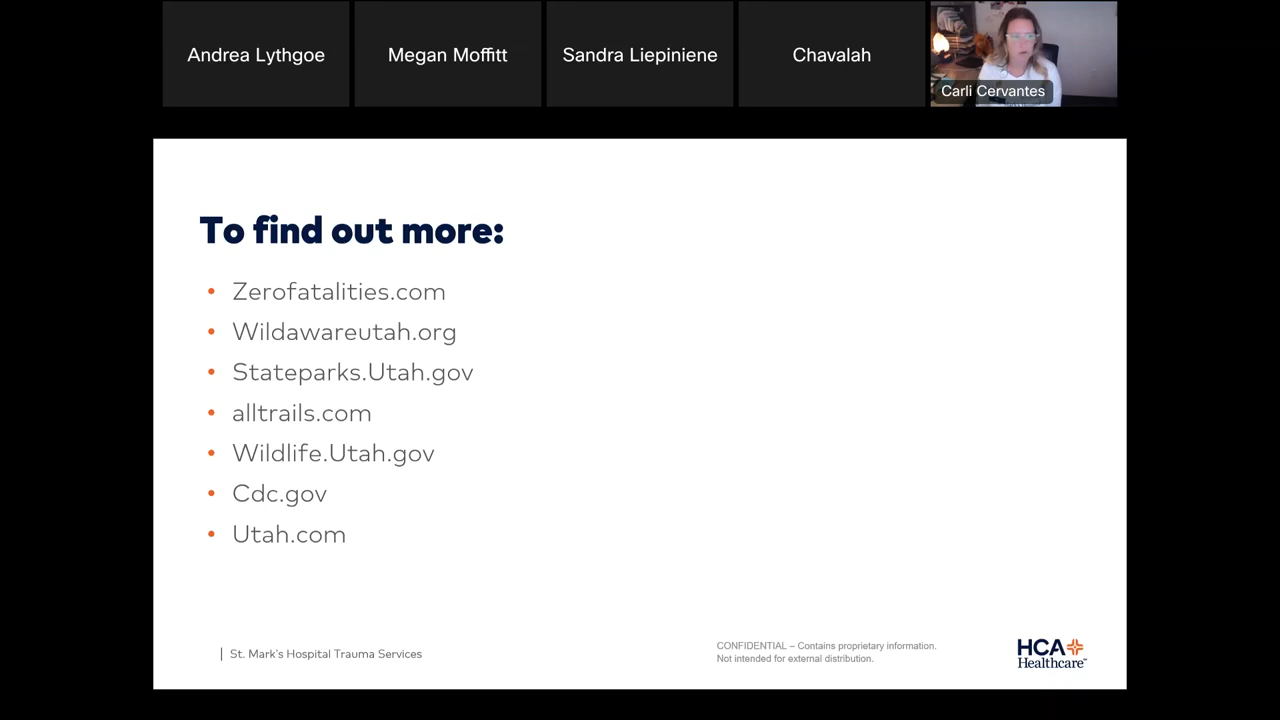 Andrea Lythgoe
Megan Moffitt
Sandra Liepiniene
Chavalah
Carli Cervantes
To find out more:
• Zerofatalities.com
• Wildawareutah.org
• Stateparks.Utah.gov
• alltrails.com
• Wildlife.Utah.gov
• Cdc.gov
• Utah.com
| St. Mark's Hospital Trauma Services
CONFIDENTIAL – Contains proprietary information.
Not intended for external distribution.
HCA
Healthcare™